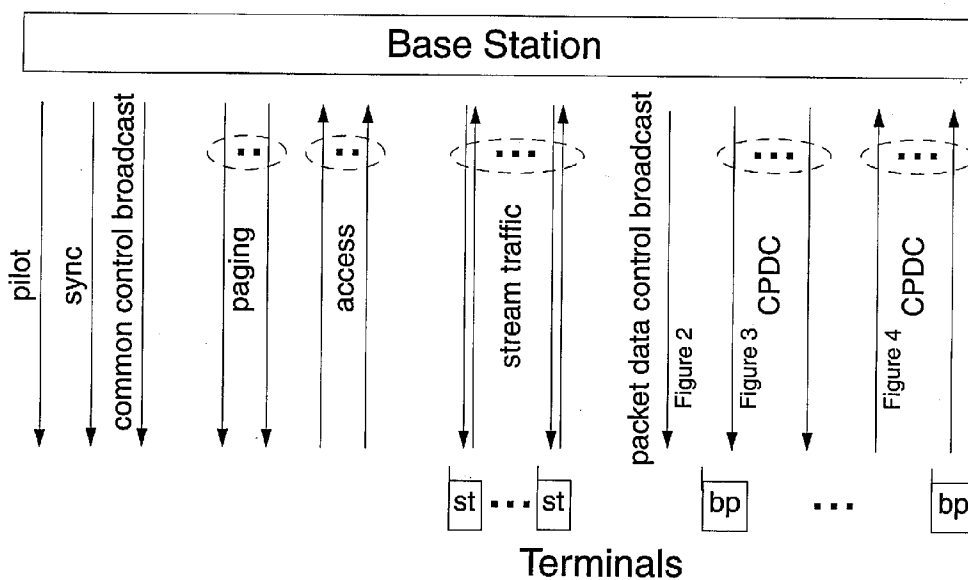 Base Station
pilot
sync
common control broadcast
paging
access
stream traffic
packet data control broadcast
Figure 2
Figure 3
CPDC
Figure 4
CPDC
st
st
bp
bp
Terminals